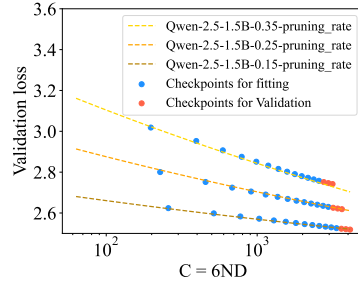 3.6
3.4
3.2
3.0
2.8
2.6
Validation loss
Qwen-2.5-1.5B-0.35-pruning_rate
Qwen-2.5-1.5B-0.25-pruning_rate
Qwen-2.5-1.5B-0.15-pruning_rate
Checkpoints for fitting
Checkpoints for Validation
10²
10³
C = 6ND